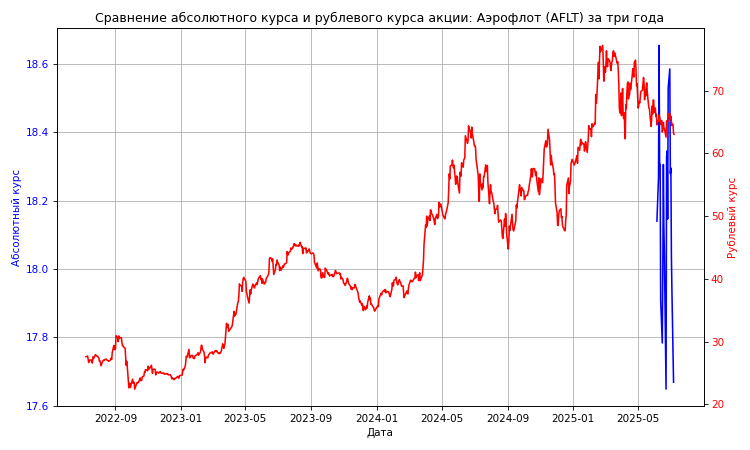 Сравнение абсолютного курса и рублевого курса акции: Аэрофлот (AFLT) за три года
18.6
18.4
18.2
18.0
17.8
17.6
Абсолютный курс
70
60
50
40
30
20
Рублевый курс
2022-09 2023-01 2023-05 2023-09 2024-01 2024-05 2024-09 2025-01 2025-05
Дата